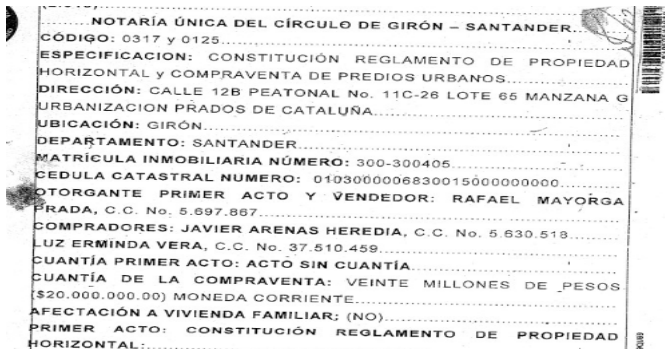 NOTARÍA ÚNICA DEL CÍRCULO DE GIRÓN – SANTANDER
CÓDIGO: 0317 y 0125
ESPECIFICACION: CONSTITUCIÓN REGLAMENTO DE PROPIEDAD
HORIZONTAL y COMPRAVENTA DE PREDIOS URBANOS
DIRECCIÓN: CALLE 12B PEATONAL No. 11C-26 LOTE 65 MANZANA G
URBANIZACION PRADOS DE CATALUÑA
UBICACIÓN: GIRÓN
DEPARTAMENTO: SANTANDER
MATRÍCULA INMOBILIARIA NÚMERO: 300-300405
CEDULA CATASTRAL NUMERO: 0103000006830015000000000
OTORGANTE PRIMER ACTO Y VENDEDOR: RAFAEL MAYORGA
PRADA, C.C. No. 5.697.867
COMPRADORES: JAVIER ARENAS HEREDIA, C.C. No. 5.630.518
LUZ ERMINDA VERA, C.C. No. 37.510.459
CUANTÍA PRIMER ACTO: ACTO SIN CUANTÍA
CUANTÍA DE LA COMPRAVENTA: VEINTE MILLONES DE PESOS
($20.000.000.00) MONEDA CORRIENTE
AFECTACIÓN A VIVIENDA FAMILIAR; (NO)
PRIMER ACTO: CONSTITUCIÓN REGLAMENTO DE PROPIEDAD
HORIZONTAL: